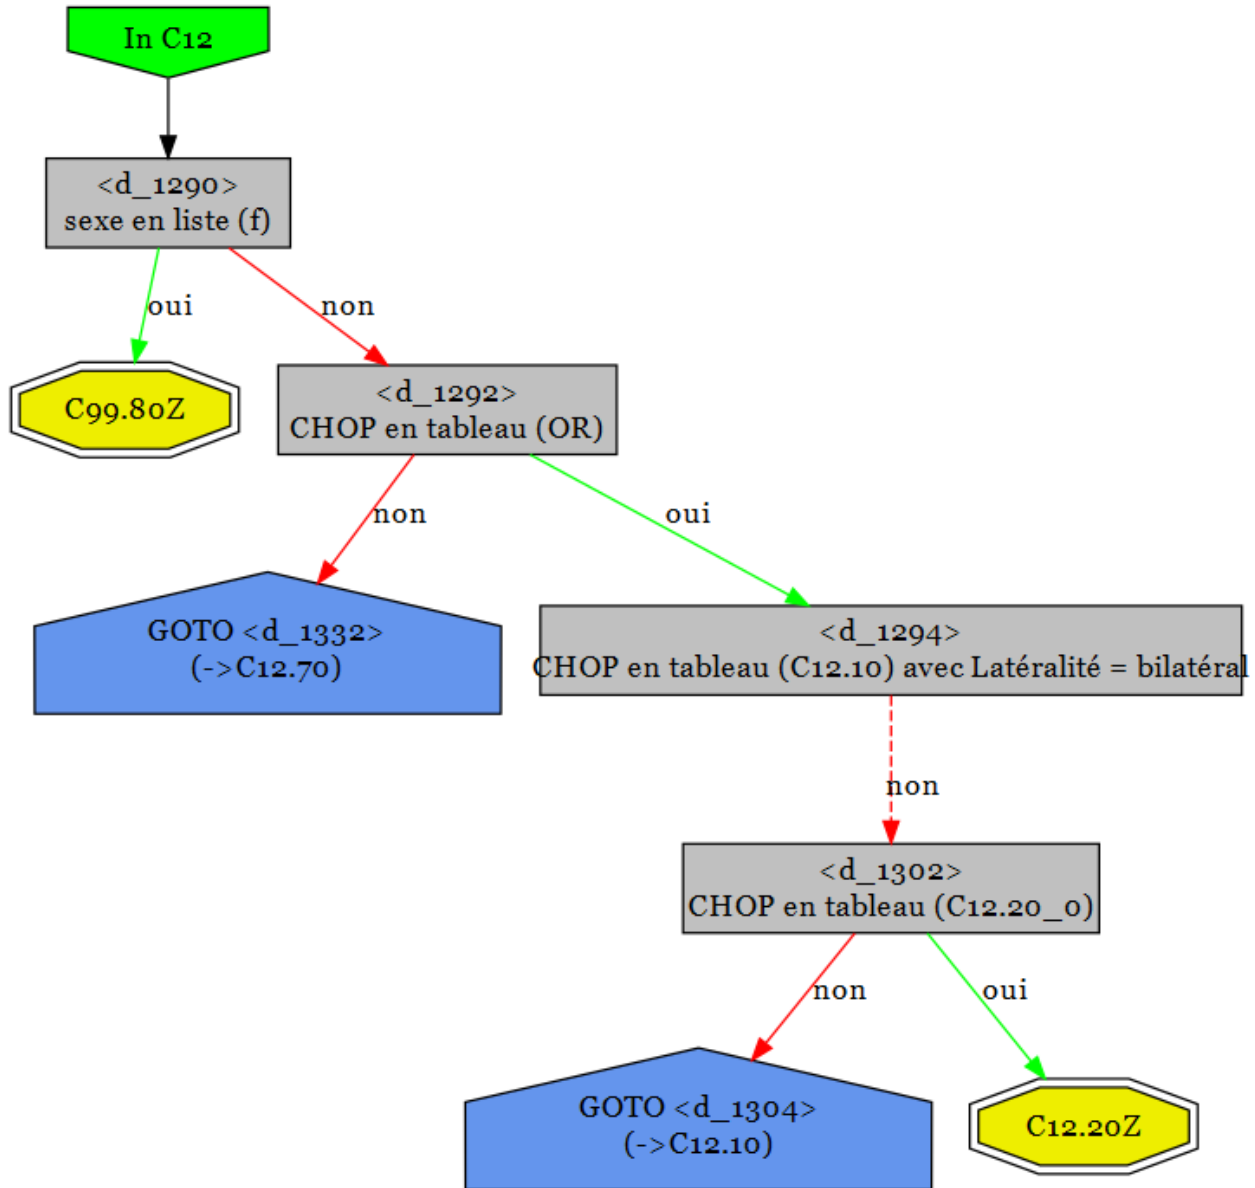 In C12
<d_1290>
sexe en liste (f)
oui
non
C99.80Z
<d_1292>
CHOP en tableau (OR)
non
oui
GOTO <d_1332>
(->C12.70)
<d_1294>
CHOP en tableau (C12.10) avec Latéralité = bilatéral
non
<d_1302>
CHOP en tableau (C12.20_0)
non
oui
GOTO <d_1304>
(->C12.10)
C12.20Z